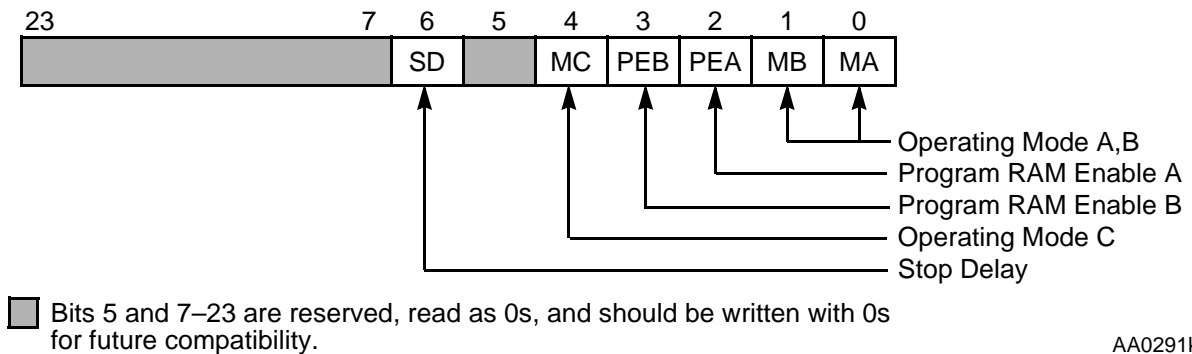 23 7 6 5 4 3 2 1 0
SD MC PEB PEA MB MA
Operating Mode A,B
Program RAM Enable A
Program RAM Enable B
Operating Mode C
Stop Delay
Bits 5 and 7–23 are reserved, read as 0s, and should be written with 0s
for future compatibility.
AA0291